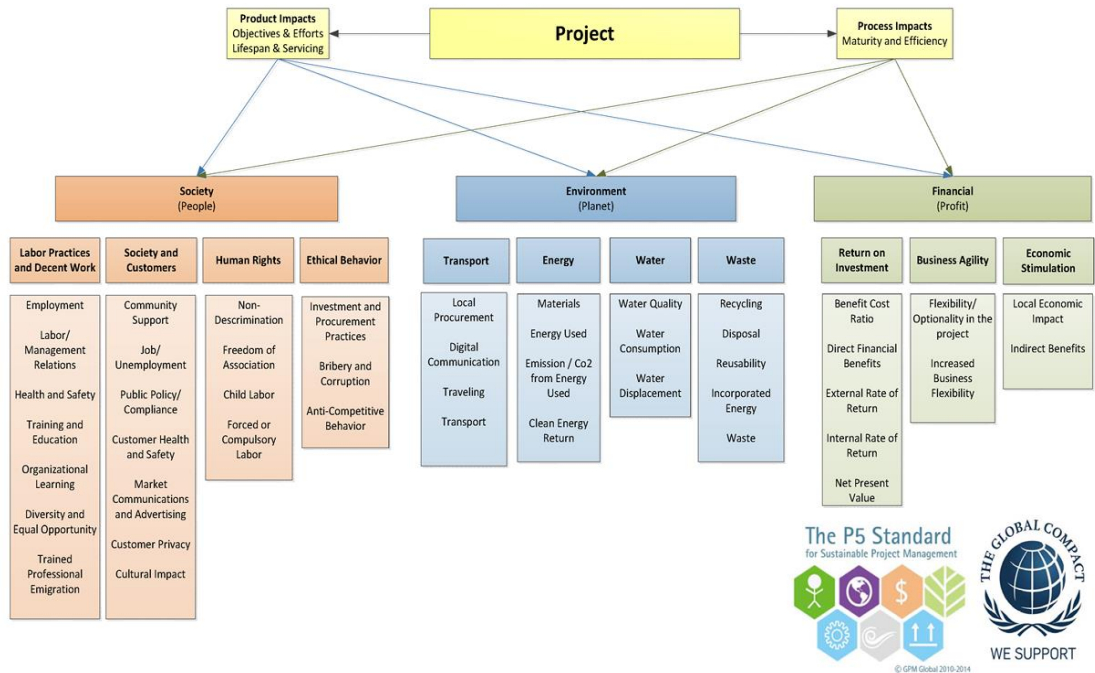 Product Impacts
Objectives & Efforts
Lifespan & Servicing
Project
Process Impacts
Maturity and Efficiency
Society
(People)
Environment
(Planet)
Financial
(Profit)
Labor Practices
and Decent Work
Society and
Customers
Human Rights
Ethical Behavior
Transport
Energy
Water
Waste
Return on
Investment
Business Agility
Economic
Stimulation
Employment
Labor/
Management
Relations
Health and Safety
Training and
Education
Organizational
Learning
Diversity and
Equal Opportunity
Trained
Professional
Emigration
Community
Support
Job/
Unemployment
Public Policy/
Compliance
Customer Health
and Safety
Market
Communications
and Advertising
Customer Privacy
Cultural Impact
Non-
Discrimination
Freedom of
Association
Child Labor
Forced or
Compulsory
Labor
Investment and
Procurement
Practices
Bribery and
Corruption
Anti-Competitive
Behavior
Local
Procurement
Digital
Communication
Traveling
Transport
Materials
Energy Used
Emission / Co2
from Energy
Used
Clean Energy
Return
Water Quality
Water
Consumption
Water
Displacement
Recycling
Disposal
Reusability
Incorporated
Energy
Waste
Benefit Cost
Ratio
Direct Financial
Benefits
External Rate of
Return
Internal Rate of
Return
Net Present
Value
Flexibility/
Optionality in the
project
Increased
Business
Flexibility
Local Economic
Impact
Indirect Benefits
The P5 Standard
for Sustainable Project Management
$
© GPM Global 2010-2014
THE GLOBAL COMPACT
WE SUPPORT